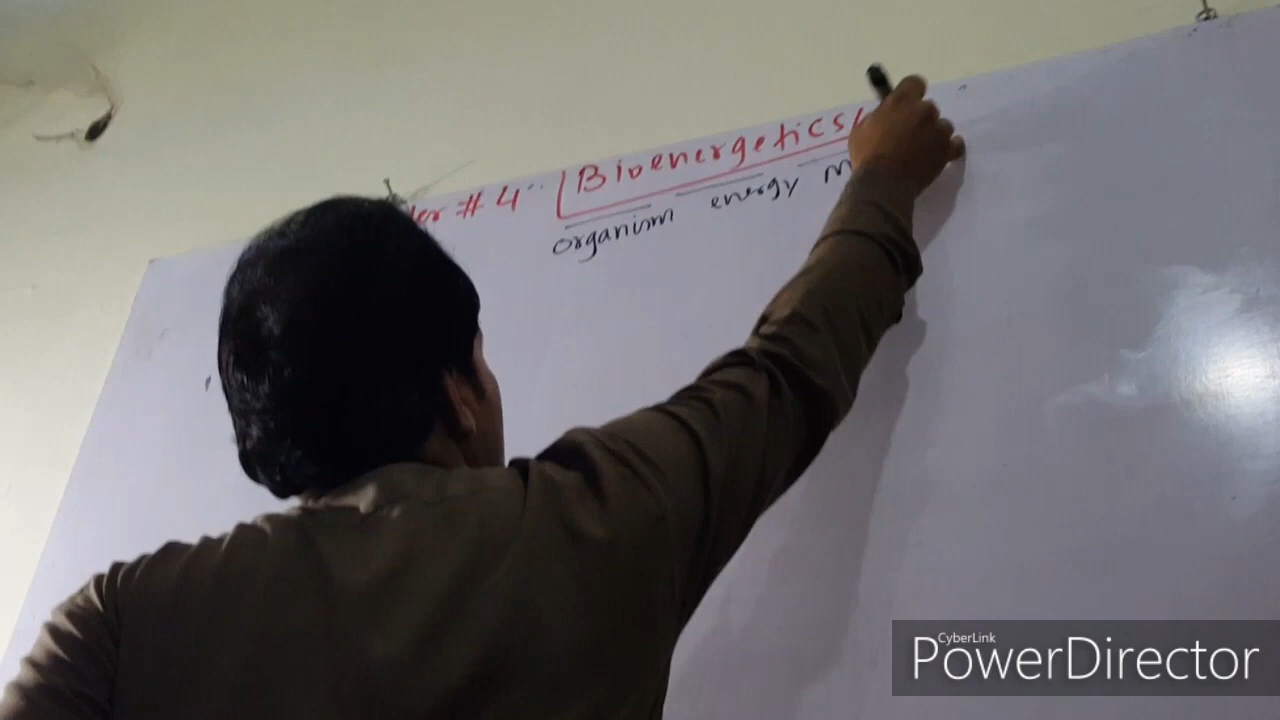 # 4: Bioenergetics
organism energy
CyberLink
PowerDirector